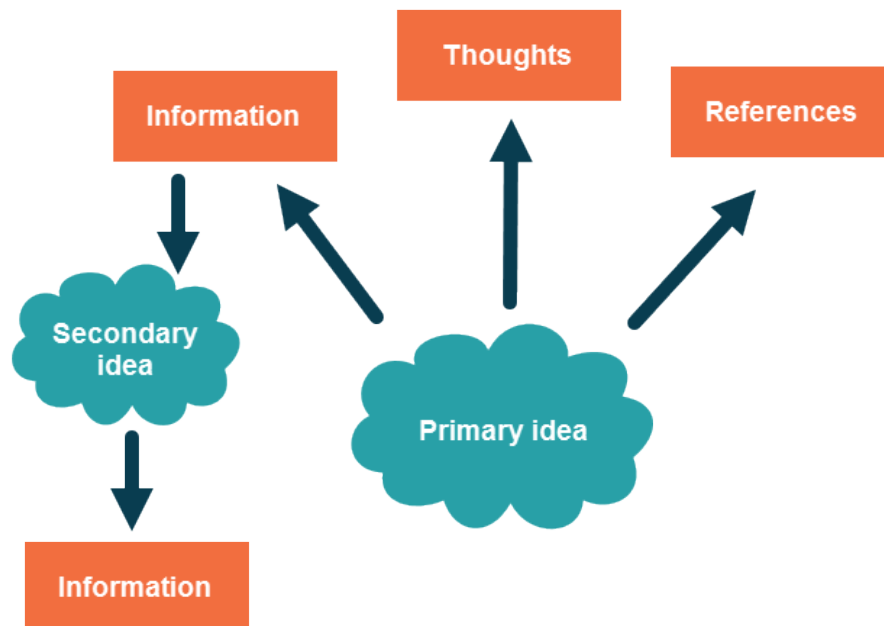 Thoughts
Information
References
Secondary
idea
Primary idea
Information